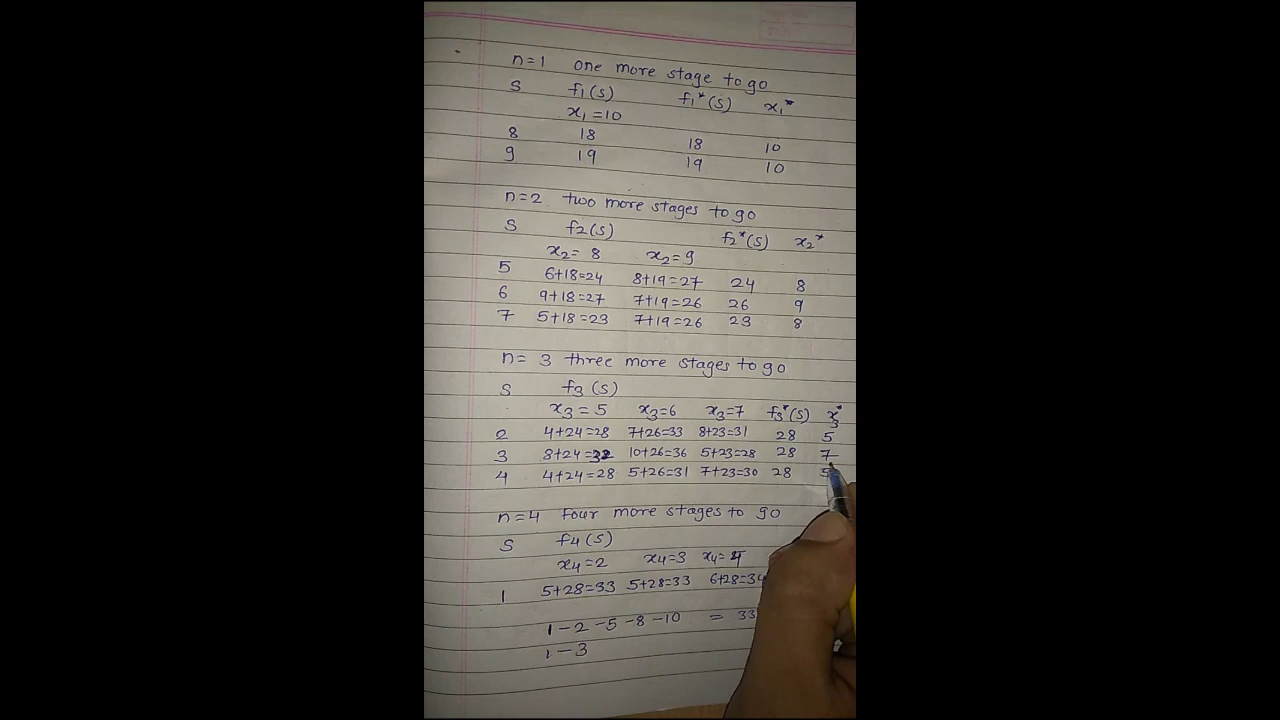 n=1 one more stage to go
S f1(s) f1*(s) x1*
x1=10
8 18 18 10
9 19 19 10
n=2 two more stages to go
S f2(s) f2*(s) x2*
x2=8 x2=9
5 6+18=24 8+19=27 24 8
6 9+18=27 7+19=26 26 9
7 5+18=23 7+19=26 23 8
n=3 three more stages to go
S f3(s)
x3=5 x3=6 x3=7 f3*(s) x3*
2 4+24=28 7+26=33 8+23=31 28 5
3 8+24=32 10+26=36 5+23=28 28 7
4 4+24=28 5+26=31 7+23=30 28 5
n=4 four more stages to go
S f4(s)
x4=2 x4=3 x4=4
1 5+28=33 5+28=33 6+28=34
1-2-5-8-10 = 33
1-3